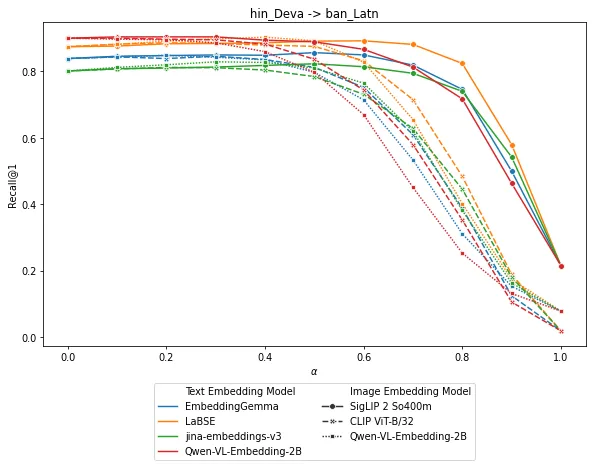 hin_Deva -> ban_Latn
Recall@1
0.8
0.6
0.4
0.2
0.0
0.0 0.2 0.4 0.6 0.8 1.0
α
Text Embedding Model
EmbeddingGemma
LaBSE
jina-embeddings-v3
Qwen-VL-Embedding-2B
Image Embedding Model
SigLIP 2 So400m
CLIP ViT-B/32
Qwen-VL-Embedding-2B